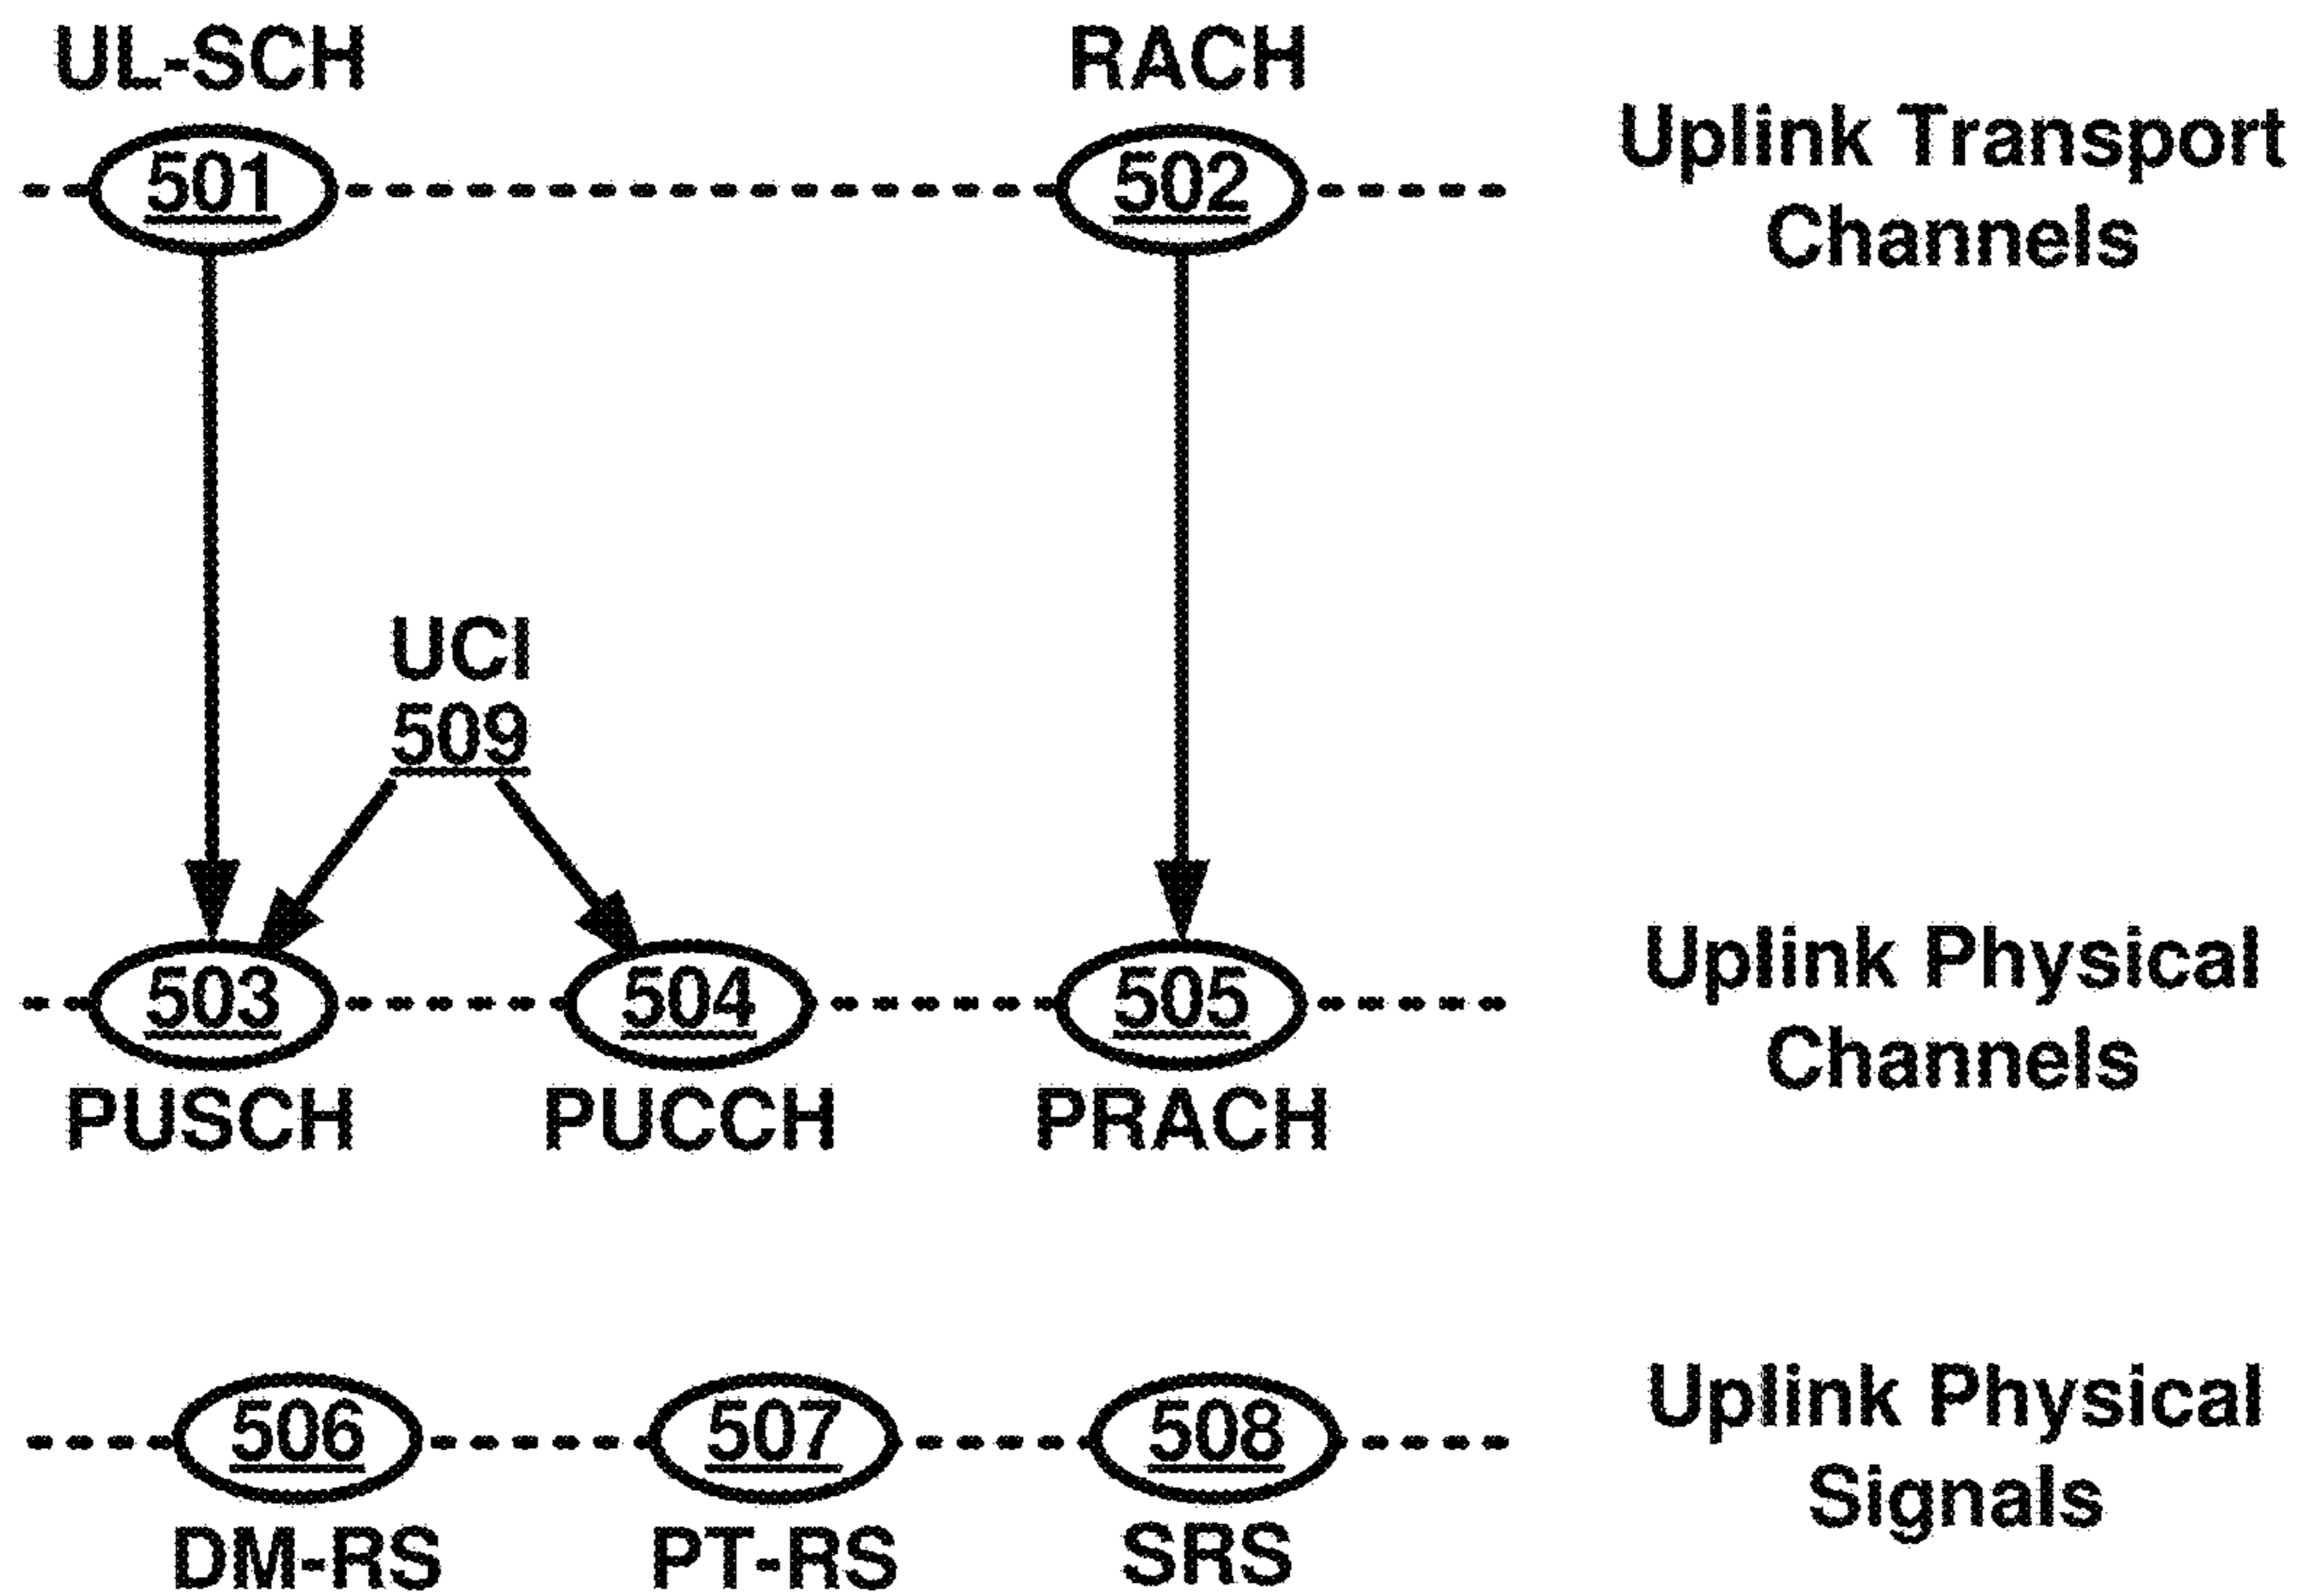 UL-SCH
RACH
501
502
Uplink Transport
Channels
UCI
509
503
504
505
Uplink Physical
Channels
PUSCH
PUCCH
PRACH
506
507
508
Uplink Physical
Signals
DM-RS
PT-RS
SRS